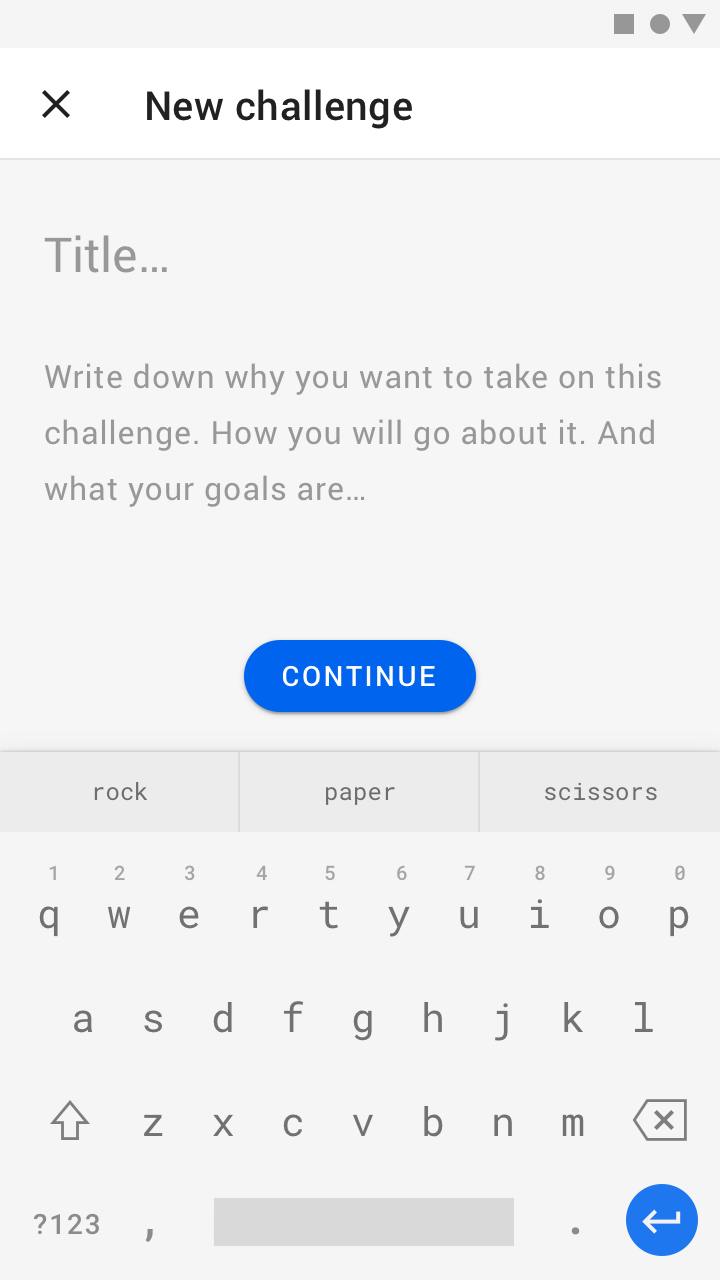 New challenge
Title…
Write down why you want to take on this
challenge. How you will go about it. And
what your goals are…
CONTINUE
rock paper scissors
1 2 3 4 5 6 7 8 9 0
q w e r t y u i o p
a s d f g h j k l
z x c v b n m
?123 , .